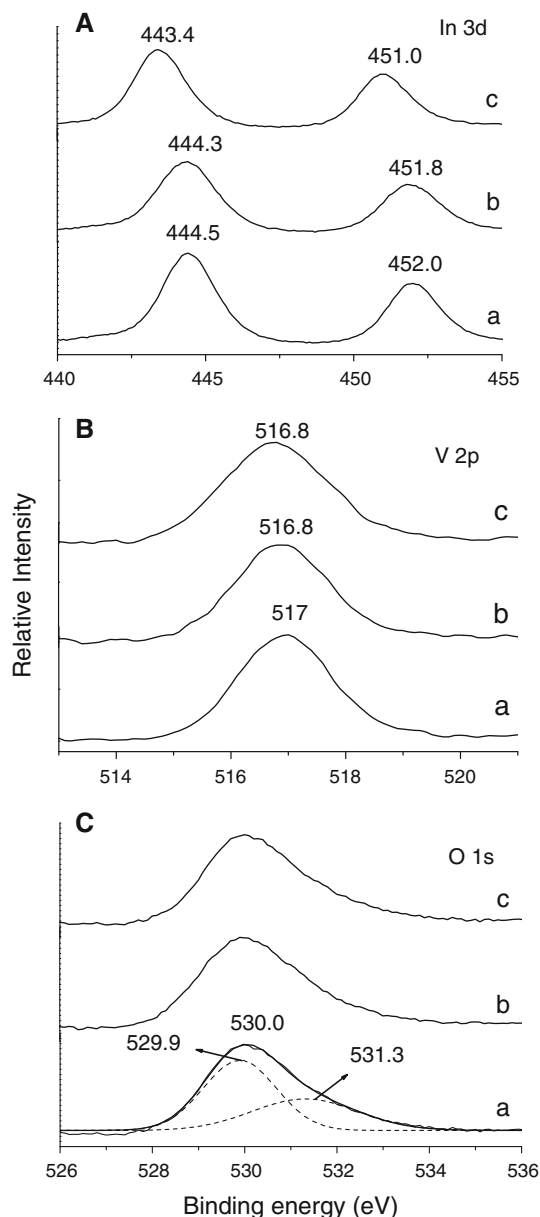 A
In 3d
443.4
451.0
c
444.3
451.8
b
444.5
452.0
a
440
445
450
455
B
516.8
V 2p
c
516.8
b
517
a
514
516
518
520
Relative Intensity
C
O 1s
c
b
529.9
530.0
531.3
a
526
528
530
532
534
536
Binding energy (eV)